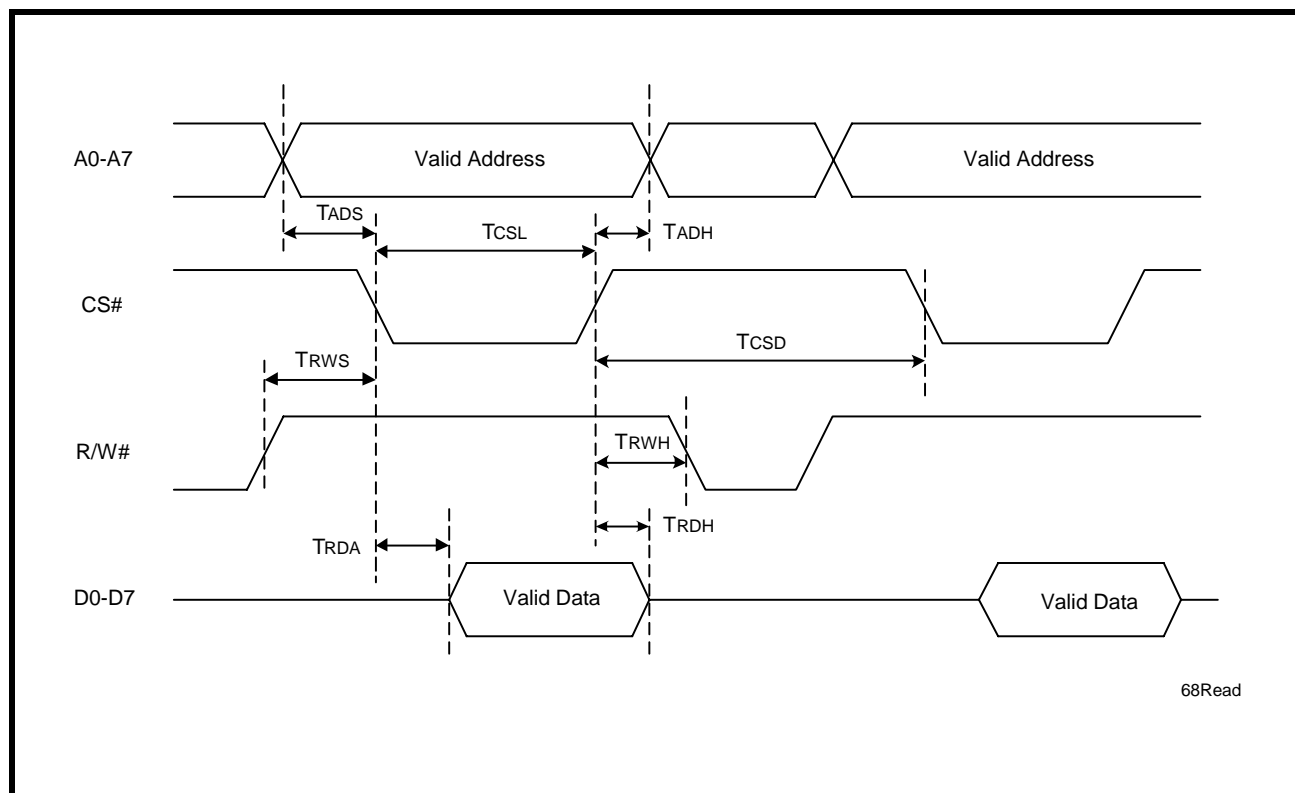 A0-A7
Valid Address
Valid Address
TADS
TCSL
TADH
CS#
TCSD
TRWS
R/W#
TRWH
TRDH
TRDA
D0-D7
Valid Data
Valid Data
68Read